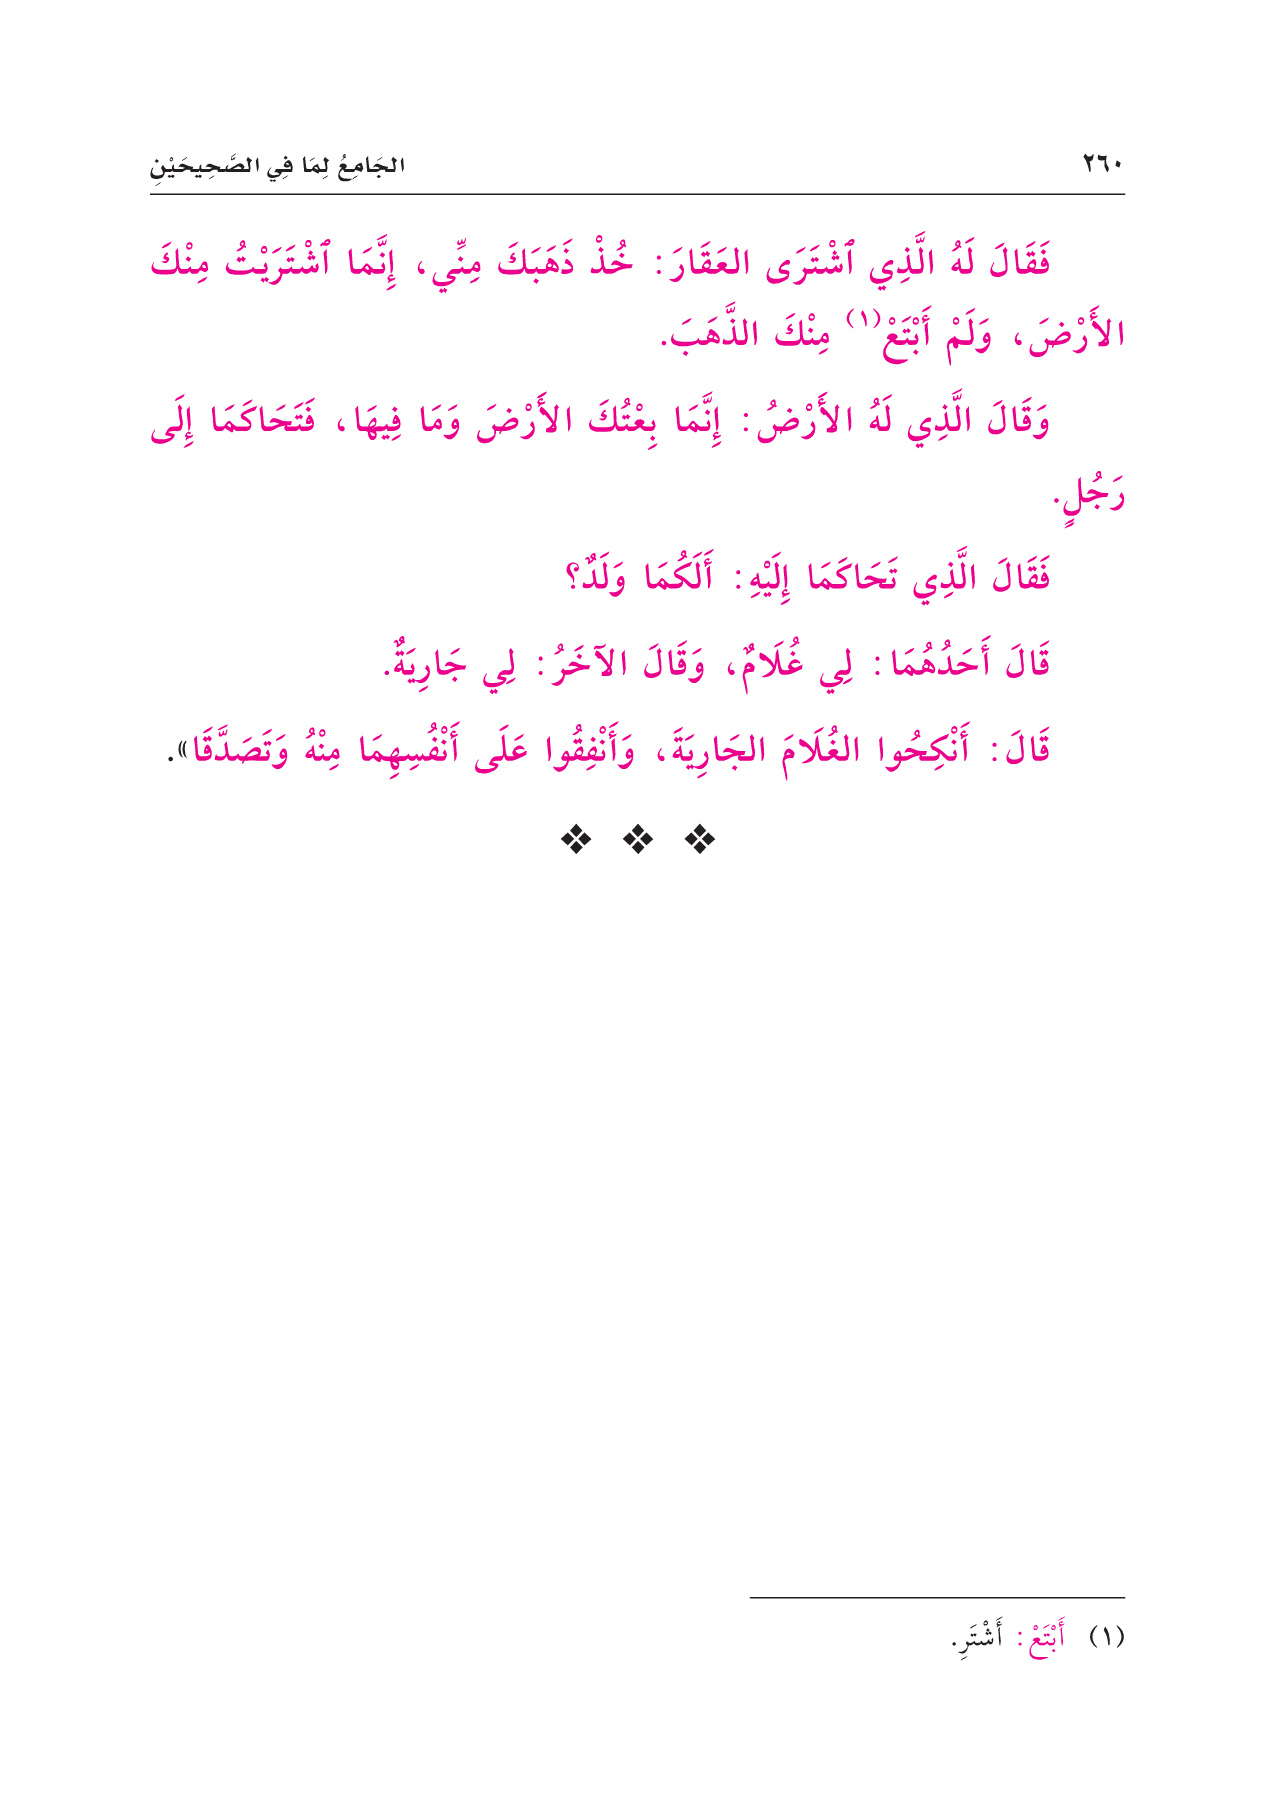 ٢٦٠ الجَامِعُ لِمَا فِي الصَّحِيحَيْنِ
فَقَالَ لَهُ الَّذِي ٱشْتَرَى العَقَارَ: خُذْ ذَهَبَكَ مِنِّي، إِنَّمَا ٱشْتَرَيْتُ مِنْكَ
الأَرْضَ، وَلَمْ أَبْتَعْ(١) مِنْكَ الذَّهَبَ.
وَقَالَ الَّذِي لَهُ الأَرْضُ: إِنَّمَا بِعْتُكَ الأَرْضَ وَمَا فِيهَا، فَتَحَاكَمَا إِلَى
رَجُلٍ.
فَقَالَ الَّذِي تَحَاكَمَا إِلَيْهِ: أَلَكُمَا وَلَدٌ؟
قَالَ أَحَدُهُمَا: لِي غُلَامٌ، وَقَالَ الآخَرُ: لِي جَارِيَةٌ.
قَالَ: أَنْكِحُوا الغُلَامَ الجَارِيَةَ، وَأَنْفِقُوا عَلَى أَنْفُسِهِمَا مِنْهُ وَتَصَدَّقَا».
(١) أَبْتَعْ: أَشْتَرِ.